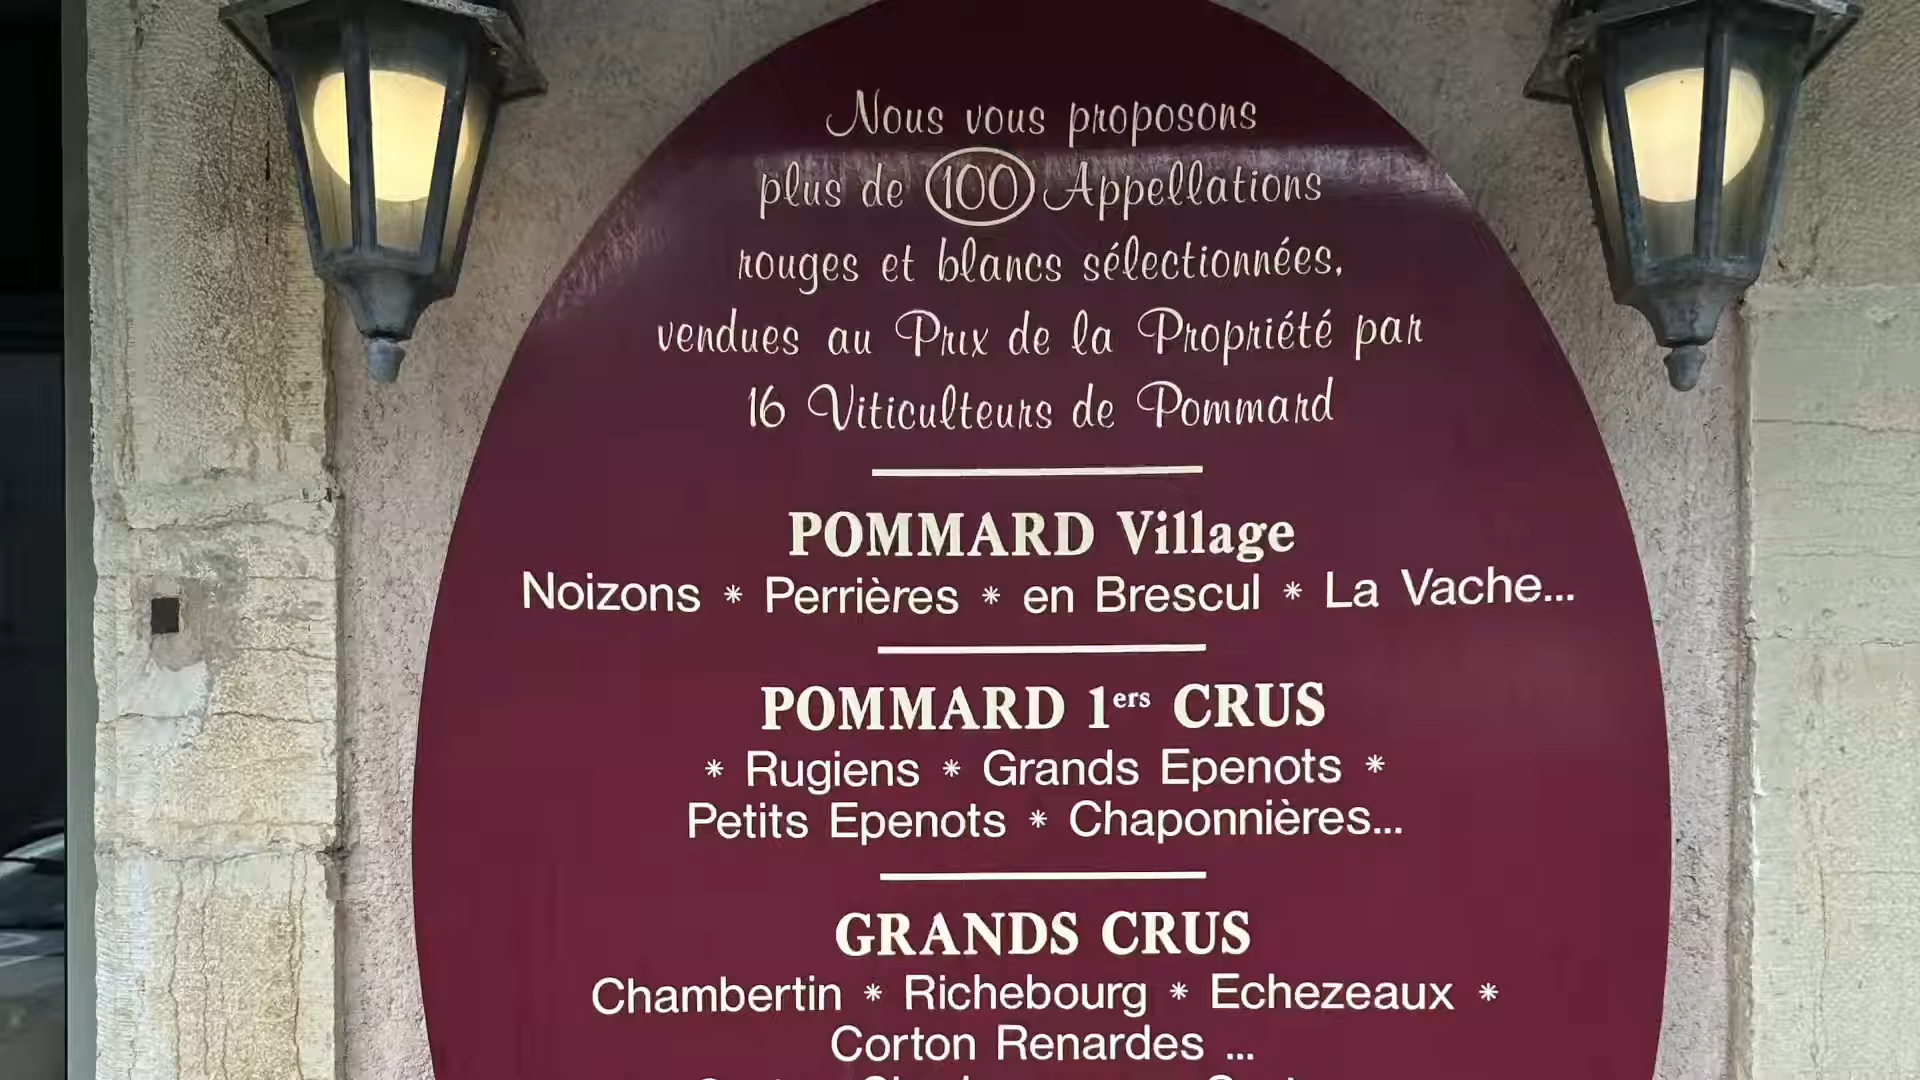 Nous vous proposons
plus de 100 Appellations
rouges et blancs sélectionnées,
vendues au Prix de la Propriété par
16 Viticulteurs de Pommard
POMMARD Village
Noizons * Perrières * en Brescul * La Vache...
POMMARD 1ers CRUS
* Rugiens * Grands Epenots *
Petits Epenots * Chaponnières...
GRANDS CRUS
Chambertin * Richebourg * Echezeaux *
Corton Renardes ...